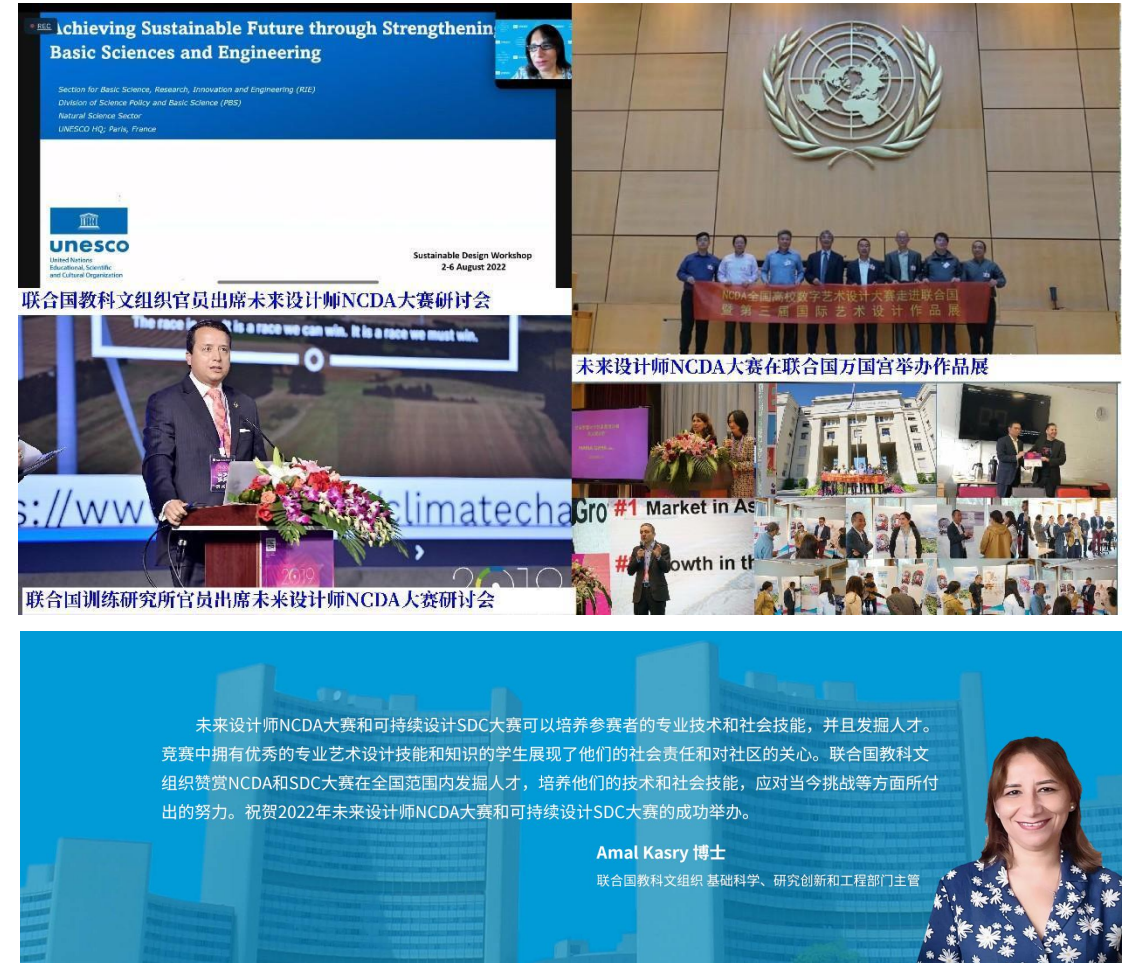 REC
Achieving Sustainable Future through Strengthenin
Basic Sciences and Engineering
Section for Basic Science, Research, Innovation and Engineering (RIE)
Division of Science Policy and Basic Science (PBS)
Natural Science Sector
UNESCO HQ; Paris, France
unesco
United Nations
Educational, Scientific
and Cultural Organization
Sustainable Design Workshop
2-6 August 2022
联合国教科文组织官员出席未来设计师NCDA大赛研讨会
NCDA全国高校数字艺术设计大赛走进联合国
暨第三届国际艺术设计作品展
未来设计师NCDA大赛在联合国万国宫举办作品展
The race is a race we can win. It is a race we must win.
s://ww
climatecha
2019
2019
联合国训练研究所官员出席未来设计师NCDA大赛研讨会
Gro #1 Market in As
owth in th
未来设计师NCDA大赛和可持续设计SDC大赛可以培养参赛者的专业技术和社会技能，并且发掘人才。
竞赛中拥有优秀的专业艺术设计技能和知识的学生展现了他们的社会责任和对社区的关心。联合国教科文
组织赞赏NCDA和SDC大赛在全国范围内发掘人才，培养他们的技术和社会技能，应对当今挑战等方面所付
出的努力。祝贺2022年未来设计师NCDA大赛和可持续设计SDC大赛的成功举办。
Amal Kasry 博士
联合国教科文组织 基础科学、研究创新和工程部门主管